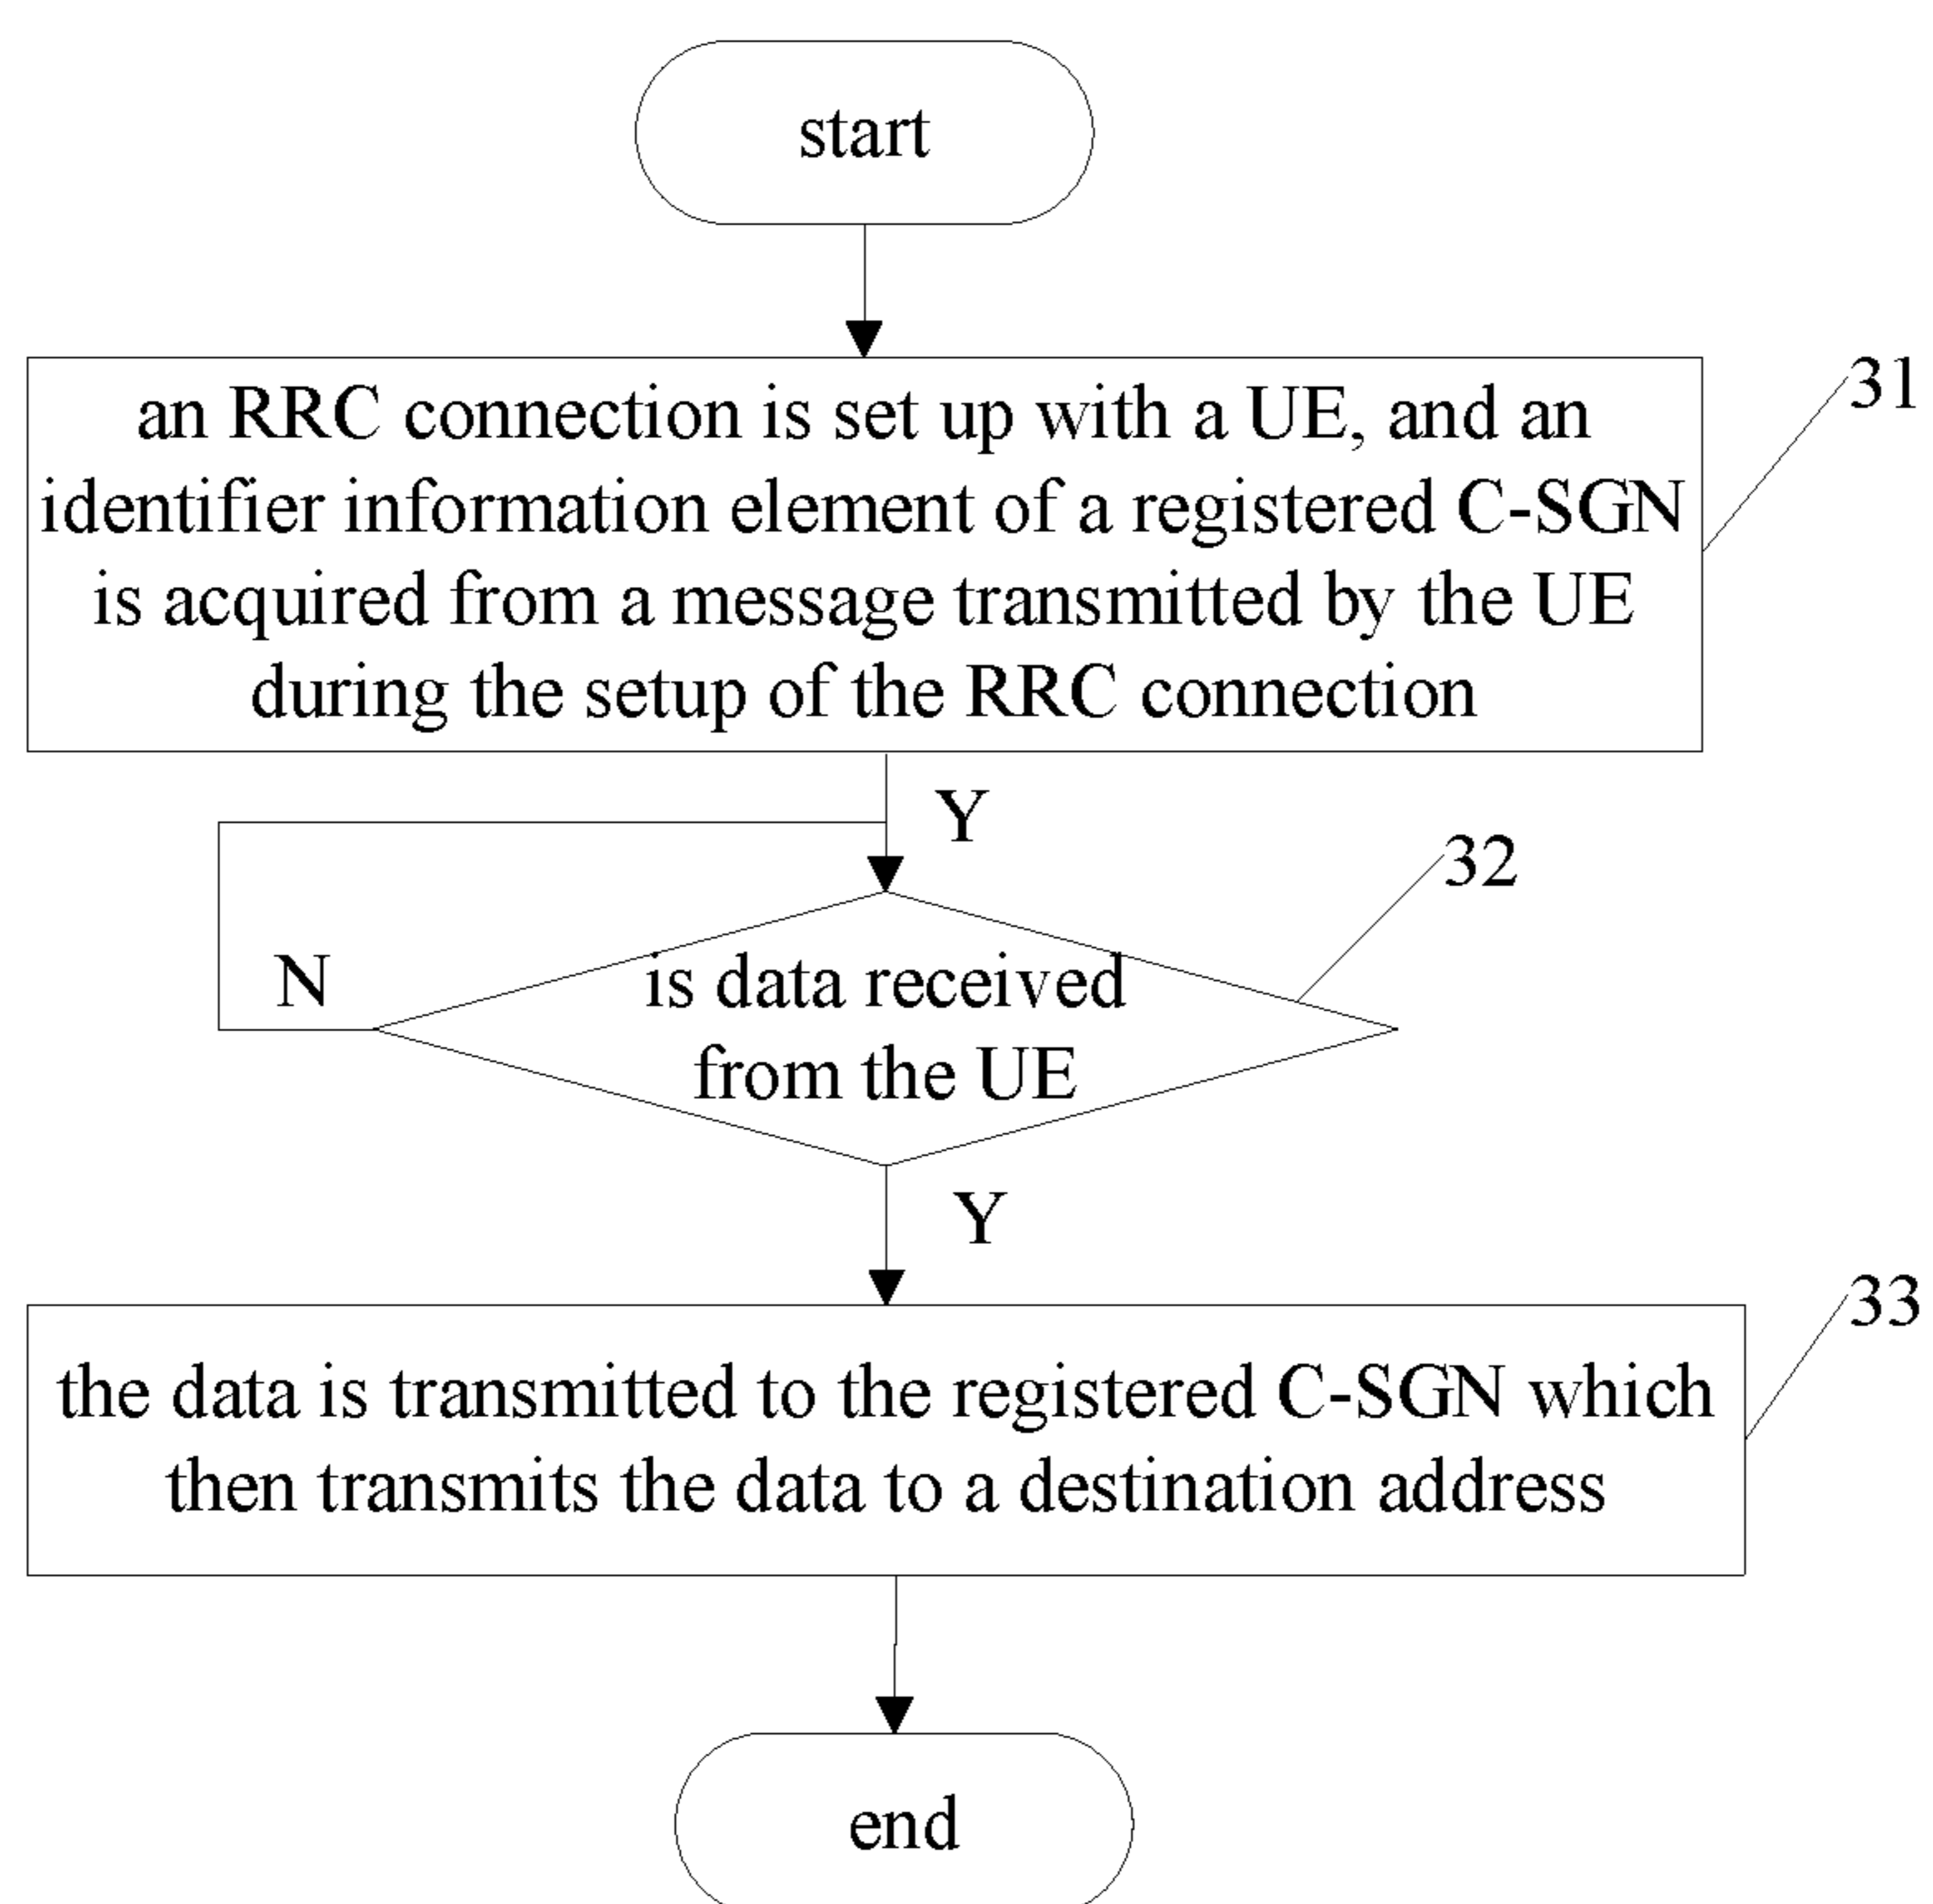 start
an RRC connection is set up with a UE, and an
identifier information element of a registered C-SGN
is acquired from a message transmitted by the UE
during the setup of the RRC connection
31
Y
32
N
is data received
from the UE
Y
33
the data is transmitted to the registered C-SGN which
then transmits the data to a destination address
end